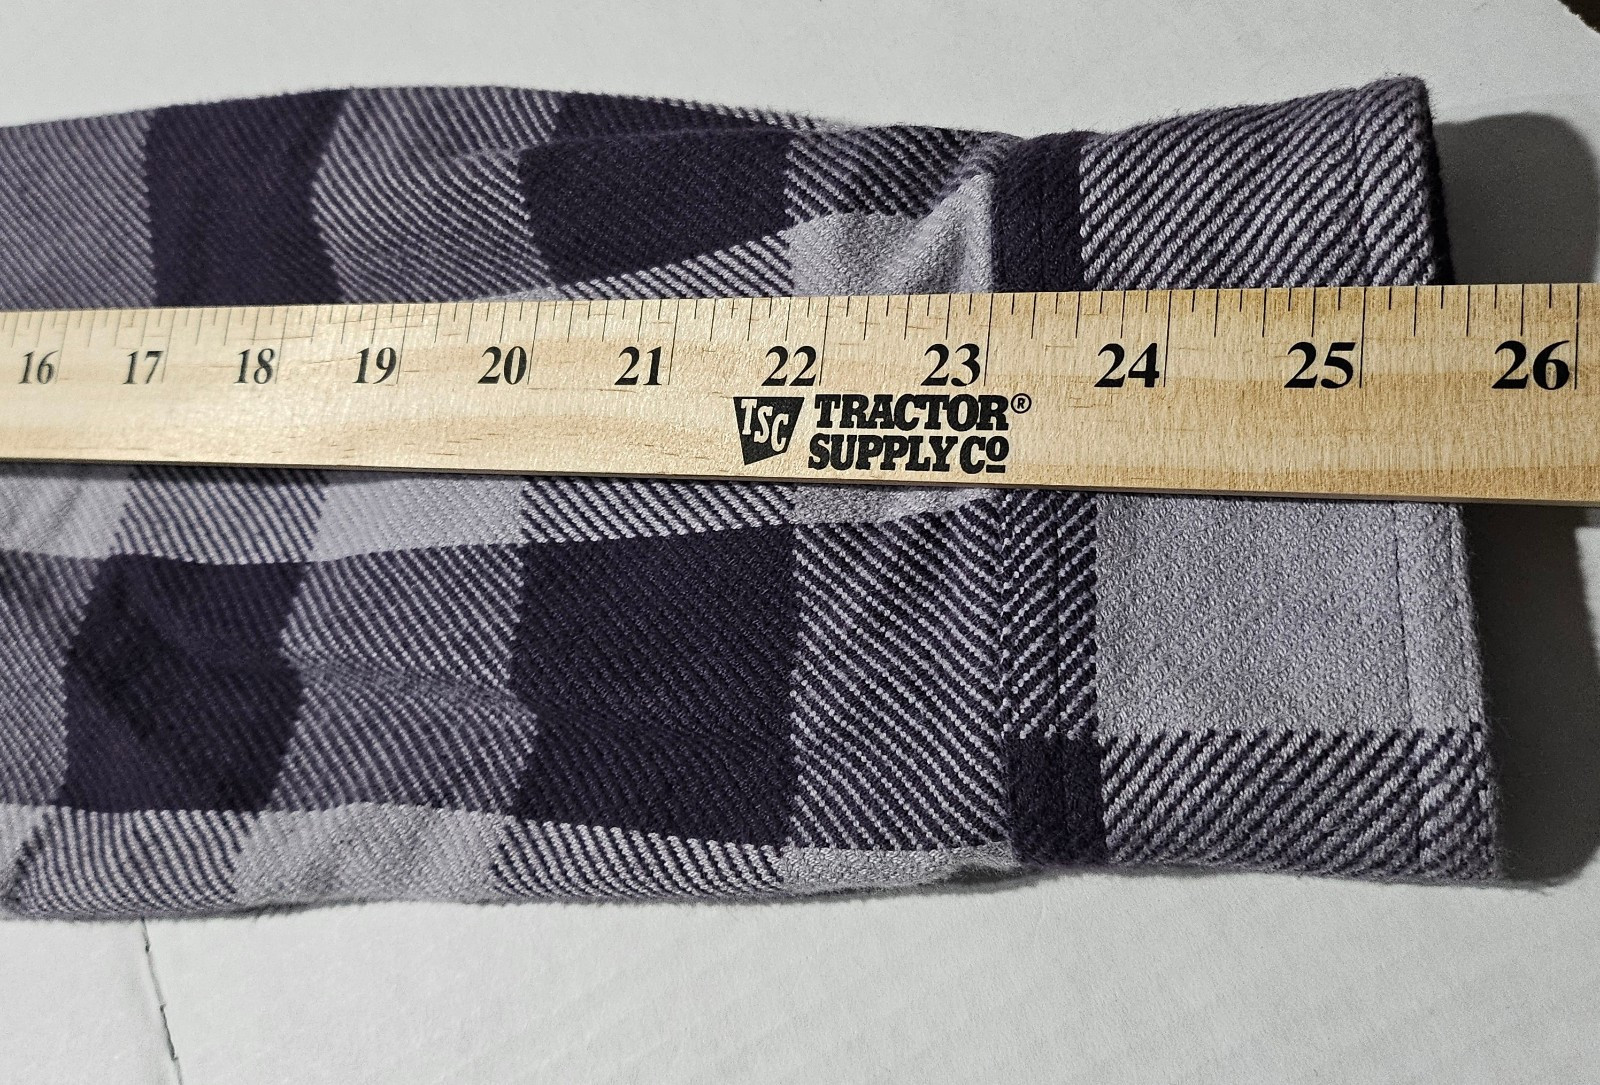 16 17 18 19 20 21 22 23 24 25 26
TSC TRACTOR®
SUPPLY CO